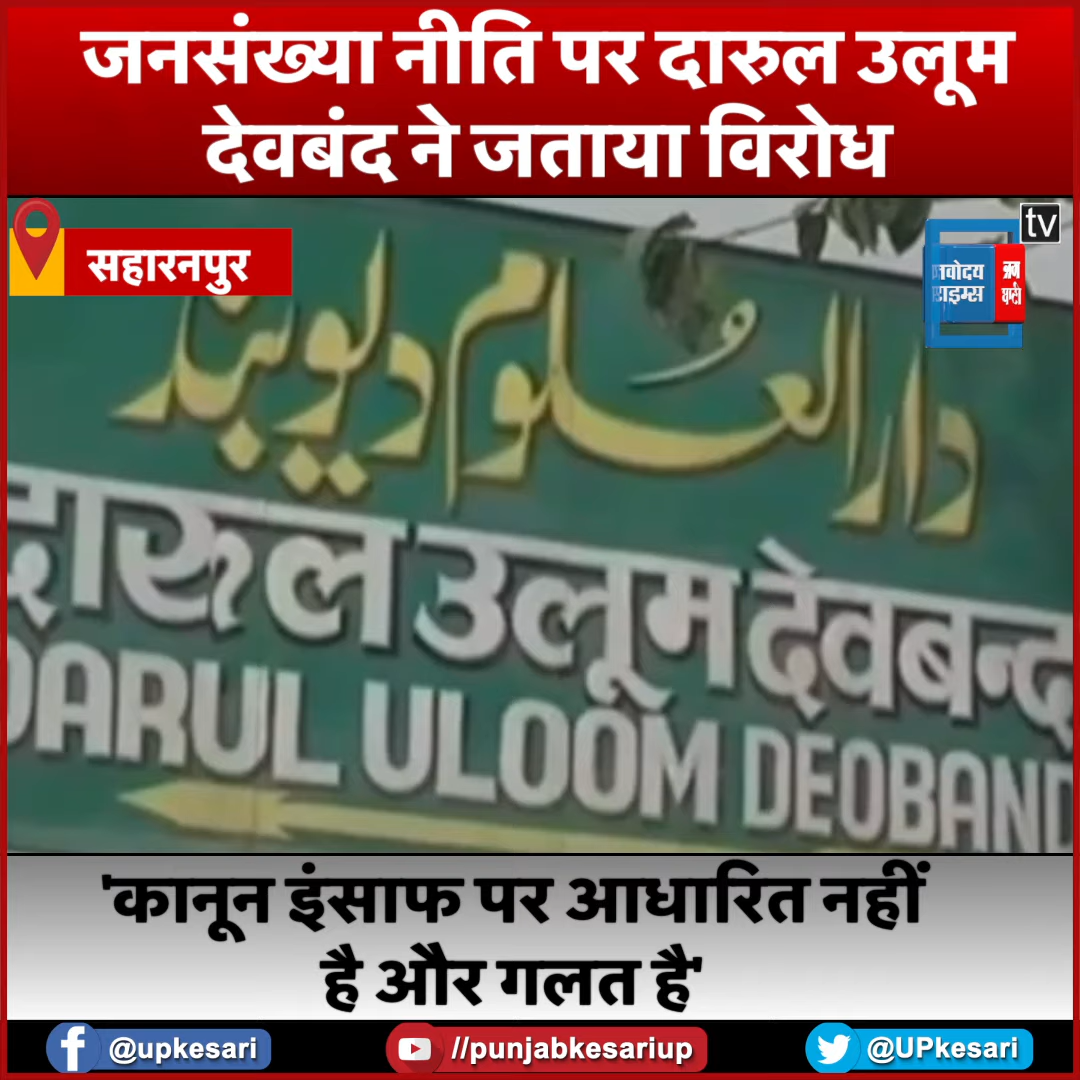 जनसंख्या नीति पर दारुल उलूम
देवबंद ने जताया विरोध
सहारनपुर
tv
دارالعلوم دیوبند
दारूल उलूम देवबन्द
DARUL ULOOM DEOBAND
'कानून इंसाफ पर आधारित नहीं
है और गलत है'
@upkesari
//punjabkesariup
@UPkesari